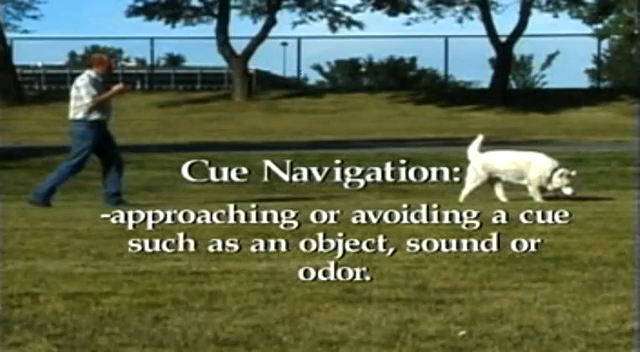 Cue Navigation:
-approaching or avoiding a cue
such as an object, sound or
odor.